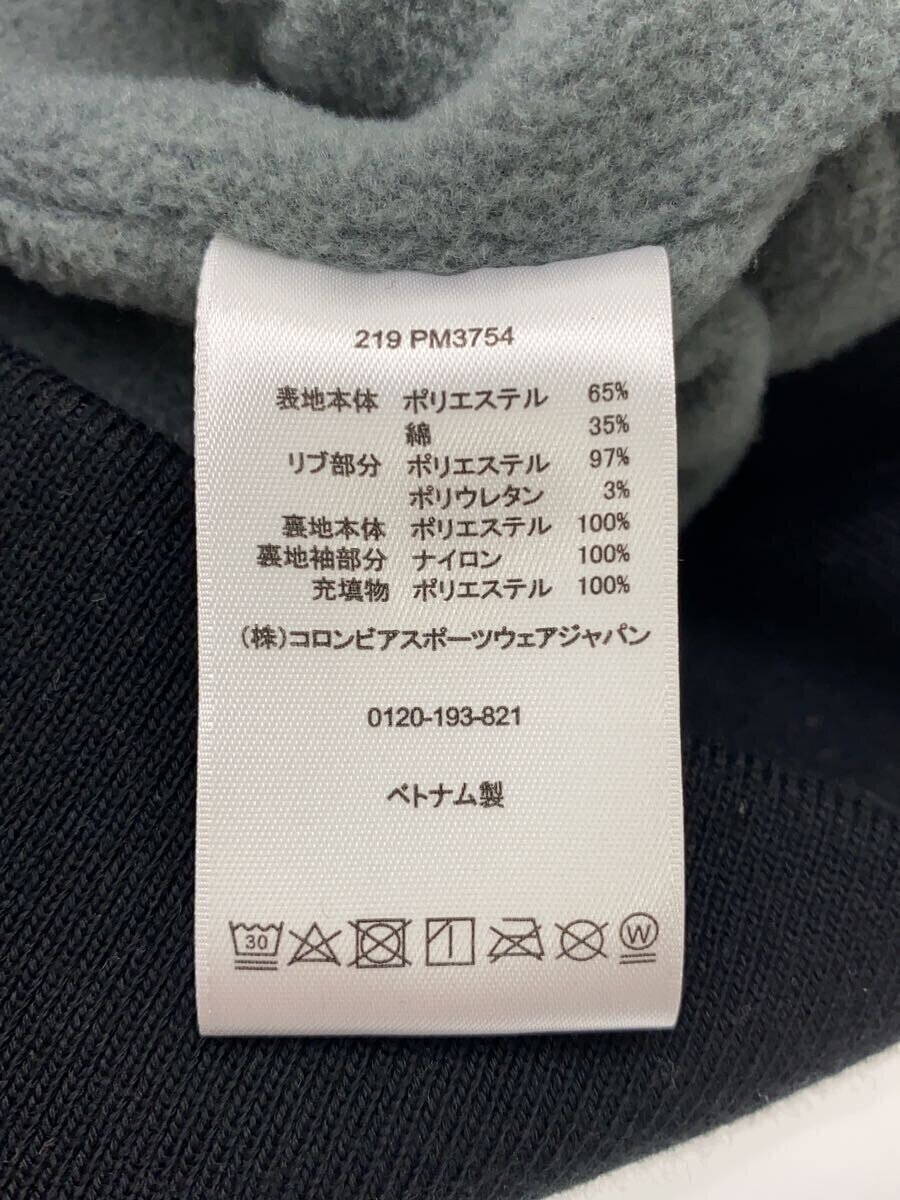 219 PM3754
表地本体 ポリエステル 65%
綿 35%
リブ部分 ポリエステル 97%
ポリウレタン 3%
裏地本体 ポリエステル 100%
裏地袖部分 ナイロン 100%
充填物 ポリエステル 100%
(株)コロンビアスポーツウェアジャパン
0120-193-821
ベトナム製
30 W